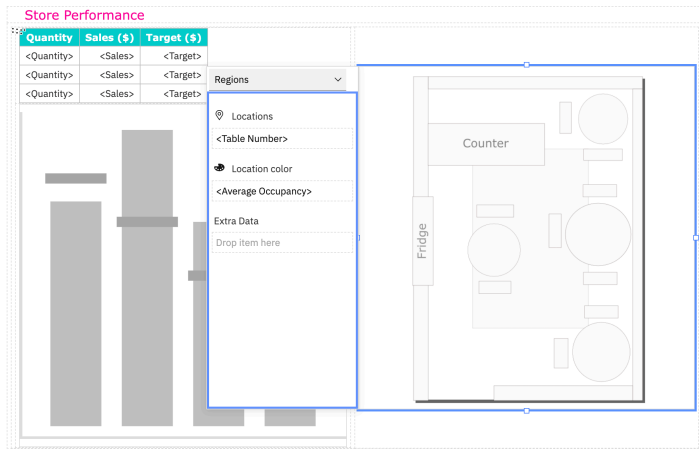 Store Performance
Quantity Sales ($) Target ($)
<Quantity> <Sales> <Target>
<Quantity> <Sales> <Target>
<Quantity> <Sales> <Target>
Regions
Locations
<Table Number>
Location color
<Average Occupancy>
Extra Data
Drop item here
Counter
Fridge